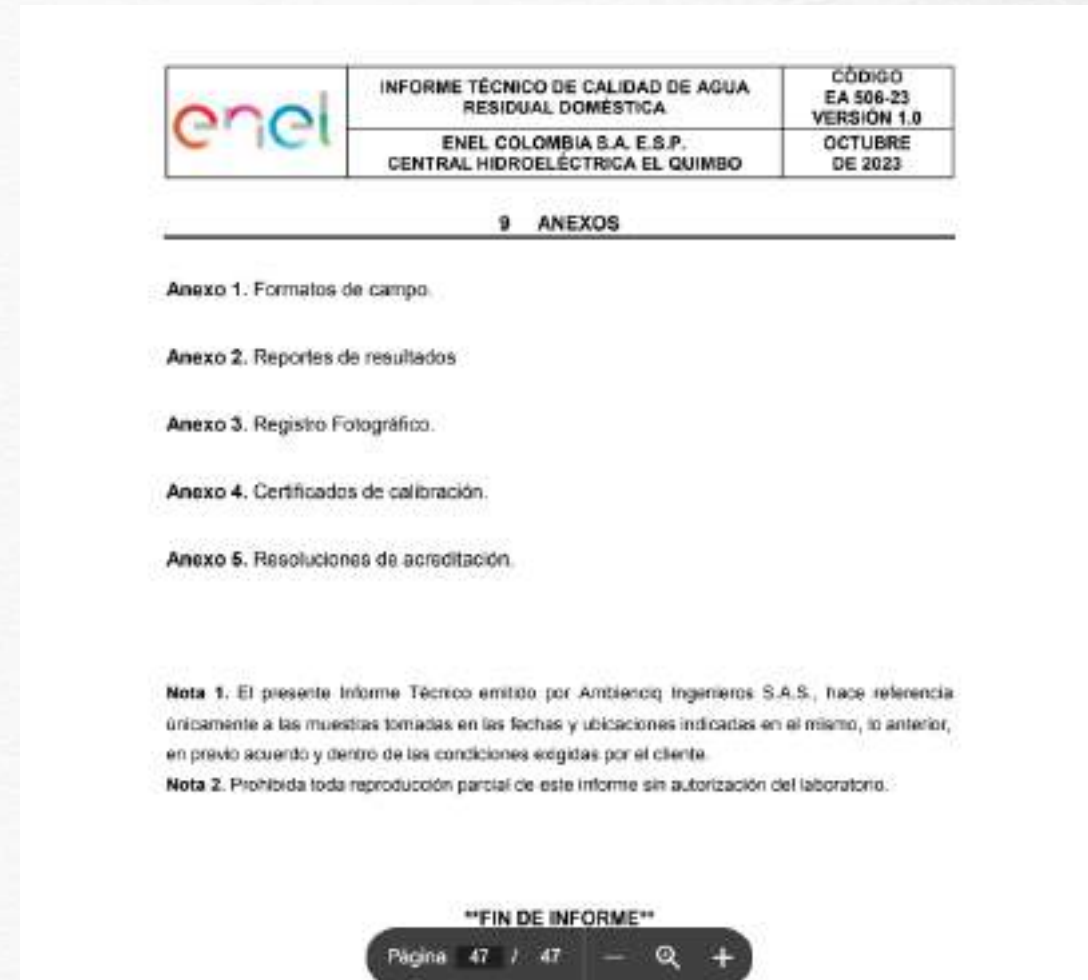 enel
INFORME TÉCNICO DE CALIDAD DE AGUA
RESIDUAL DOMÉSTICA
CÓDIGO
EA 506-23
VERSIÓN 1.0
ENEL COLOMBIA S.A. E.S.P.
CENTRAL HIDROELÉCTRICA EL QUIMBO
OCTUBRE
DE 2023
9 ANEXOS
Anexo 1. Formatos de campo.
Anexo 2. Reportes de resultados
Anexo 3. Registro Fotográfico.
Anexo 4. Certificados de calibración.
Anexo 5. Resoluciones de acreditación.
Nota 1. El presente Informe Técnico emitido por Ambienciq Ingenieros S.A.S., hace referencia
únicamente a las muestras tomadas en las fechas y ubicaciones indicadas en el mismo, lo anterior,
en previo acuerdo y dentro de las condiciones exigidas por el cliente.
Nota 2. Prohibida toda reproducción parcial de este informe sin autorización del laboratorio.
**FIN DE INFORME**
Página 47 / 47